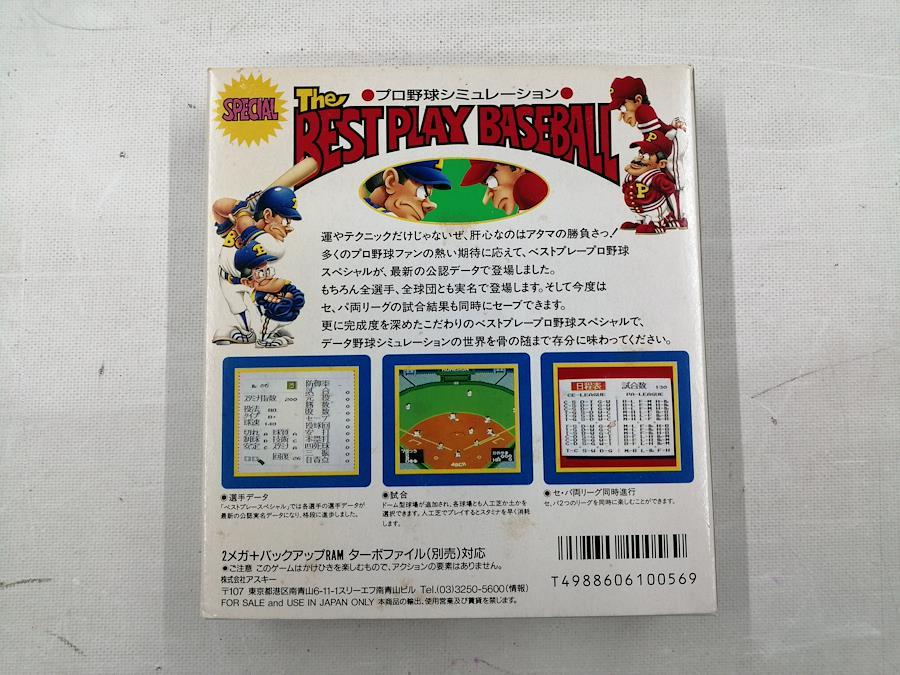 SPECIAL
●プロ野球シミュレーション●
The
BEST PLAY BASEBALL
運やテクニックだけじゃないぜ、肝心なのはアタマの勝負さっ!
多くのプロ野球ファンの熱い期待に応えて、ベストプレープロ野球
スペシャルが、最新の公認データで登場しました。
もちろん全選手、全球団とも実名で登場します。そして今度は
セ、パ両リーグの試合結果も同時にセーブできます。
更に完成度を深めたこだわりのベストプレープロ野球スペシャルで、
データ野球シミュレーションの世界を骨の随まで存分に味わってください。
スタミナ指数 200
投法
タイプ
球速
防御率
試合
日程表 試合数 130
CE-LEAGUE PA-LEAGUE
●選手データ
「ベストプレースペシャル」では各選手の選手データが
最新の公認実名データになり、格段に進歩しました。
●試合
ドーム型球場が追加され、各球場とも人工芝か土かを
選択できます。人工芝でプレイするとスタミナを早く消耗
します。
●セ・パ両リーグ同時進行
セ、パ2つのリーグを同時に楽しむことができます。
2メガ+バックアップRAM ターボファイル(別売)対応
●ご注意 このゲームはかけひきを楽しむもので、アクションの要素はありません。
株式会社アスキー
〒107 東京都港区南青山6-11-1スリーエフ南青山ビル Tel.(03)3250-5600(情報)
FOR SALE and USE IN JAPAN ONLY 本商品の輸出、使用営業及び賃貸を禁じます。
T4988606100569